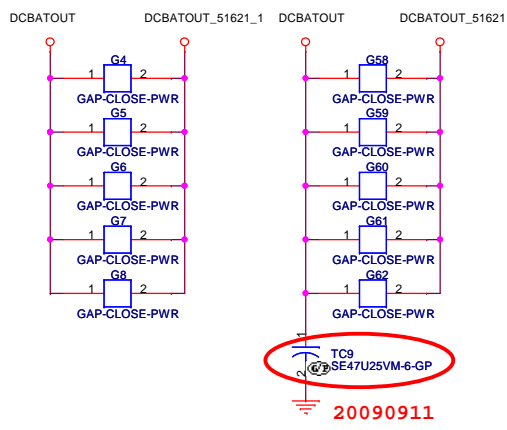 DCBATOUT DCBATOUT_51621_1 DCBATOUT DCBATOUT_51621
G4
1 2
GAP-CLOSE-PWR
G5
1 2
GAP-CLOSE-PWR
G6
1 2
GAP-CLOSE-PWR
G7
1 2
GAP-CLOSE-PWR
G8
1 2
GAP-CLOSE-PWR
G58
1 2
GAP-CLOSE-PWR
G59
1 2
GAP-CLOSE-PWR
G60
1 2
GAP-CLOSE-PWR
G61
1 2
GAP-CLOSE-PWR
G62
1 2
GAP-CLOSE-PWR
1
TC9
SE47U25VM-6-GP
2
G/P
20090911